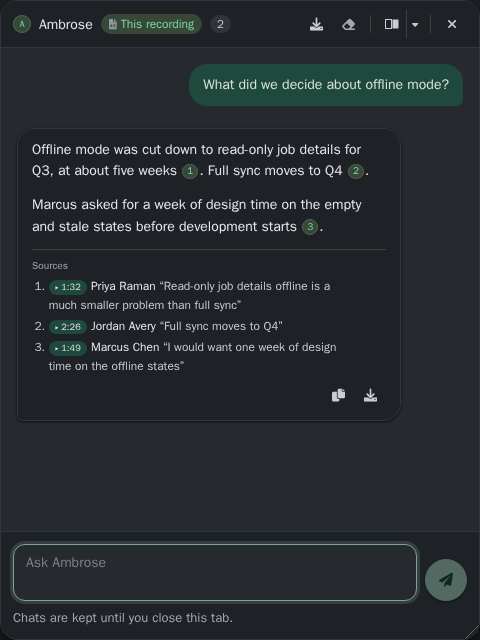 A Ambrose This recording 2
What did we decide about offline mode?
Offline mode was cut down to read-only job details for
Q3, at about five weeks 1. Full sync moves to Q4 2.
Marcus asked for a week of design time on the empty
and stale states before development starts 3.
Sources
1. 1:32 Priya Raman “Read-only job details offline is a
much smaller problem than full sync”
2. 2:26 Jordan Avery “Full sync moves to Q4”
3. 1:49 Marcus Chen “I would want one week of design
time on the offline states”
Ask Ambrose
Chats are kept until you close this tab.